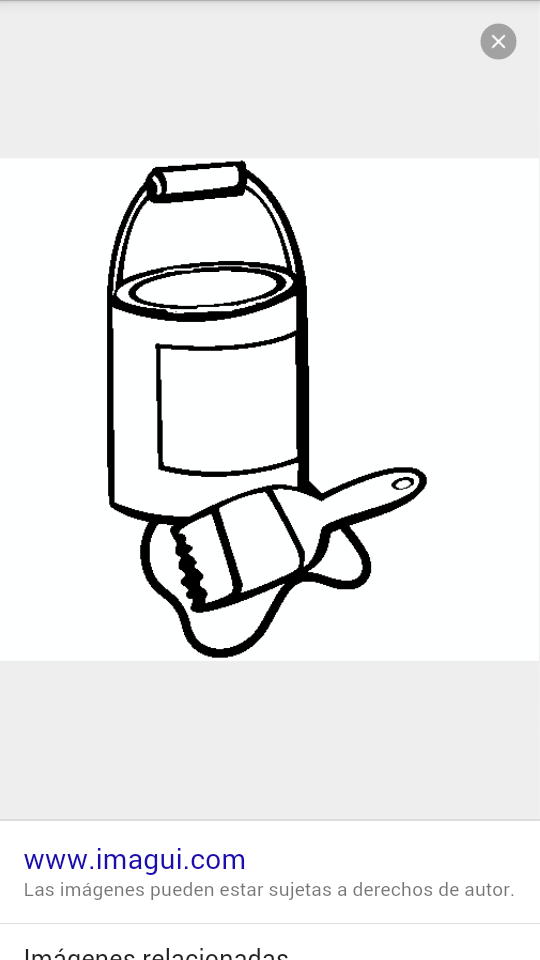 www.imagui.com
Las imágenes pueden estar sujetas a derechos de autor.
Imágenes relacionadas